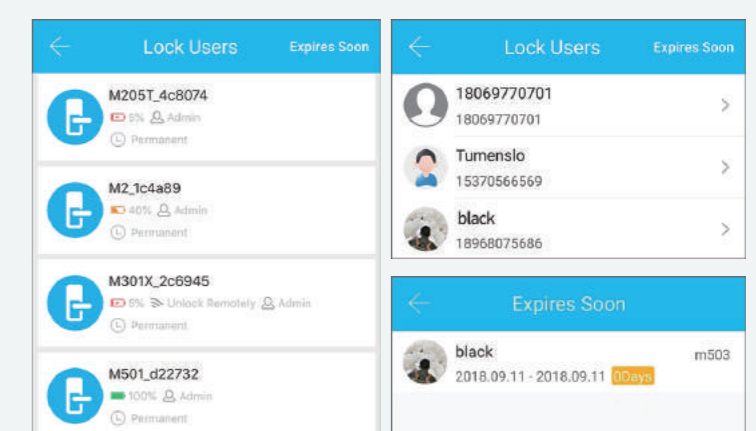 Lock Users Expires Soon
M205T_4c8074
5% Admin
Permanent
M2_1c4a89
40% Admin
Permanent
M301X_2c6945
5% Unlock Remotely Admin
Permanent
M501_d22732
100% Admin
Permanent
Lock Users Expires Soon
18069770701
18069770701
Tumenslo
15370566569
black
18968075686
Expires Soon
black m503
2018.09.11 - 2018.09.11 0Days